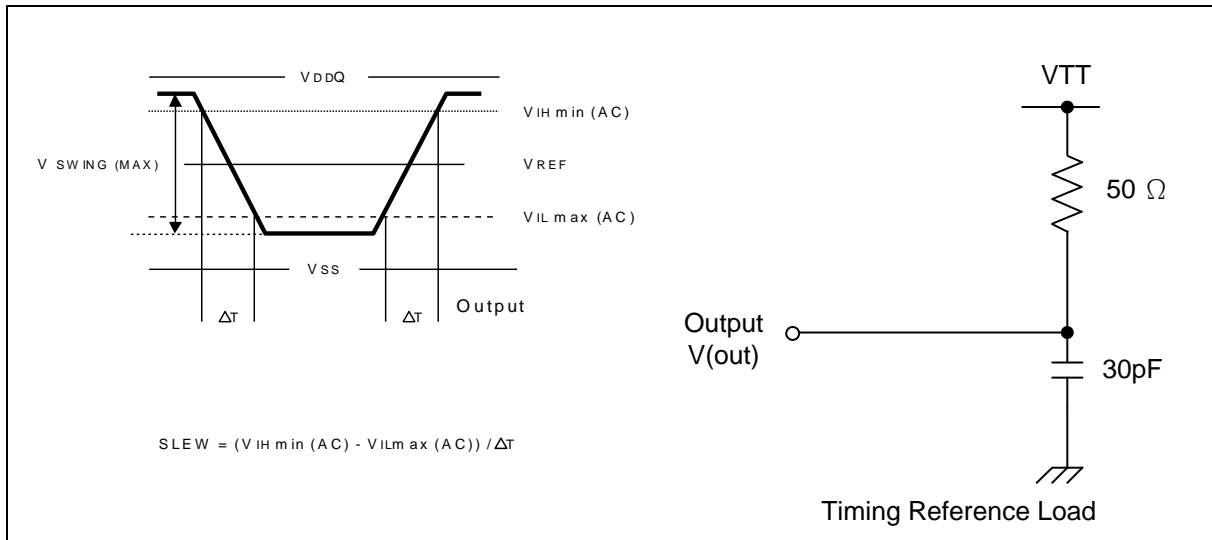 VDDQ
VIH min (AC)
V SWING (MAX)
VREF
VIL max (AC)
VSS
Output
ΔT
ΔT
SLEW = (VIH min (AC) - VILmax (AC)) / ΔT
VTT
50 Ω
Output
V(out)
30pF
Timing Reference Load